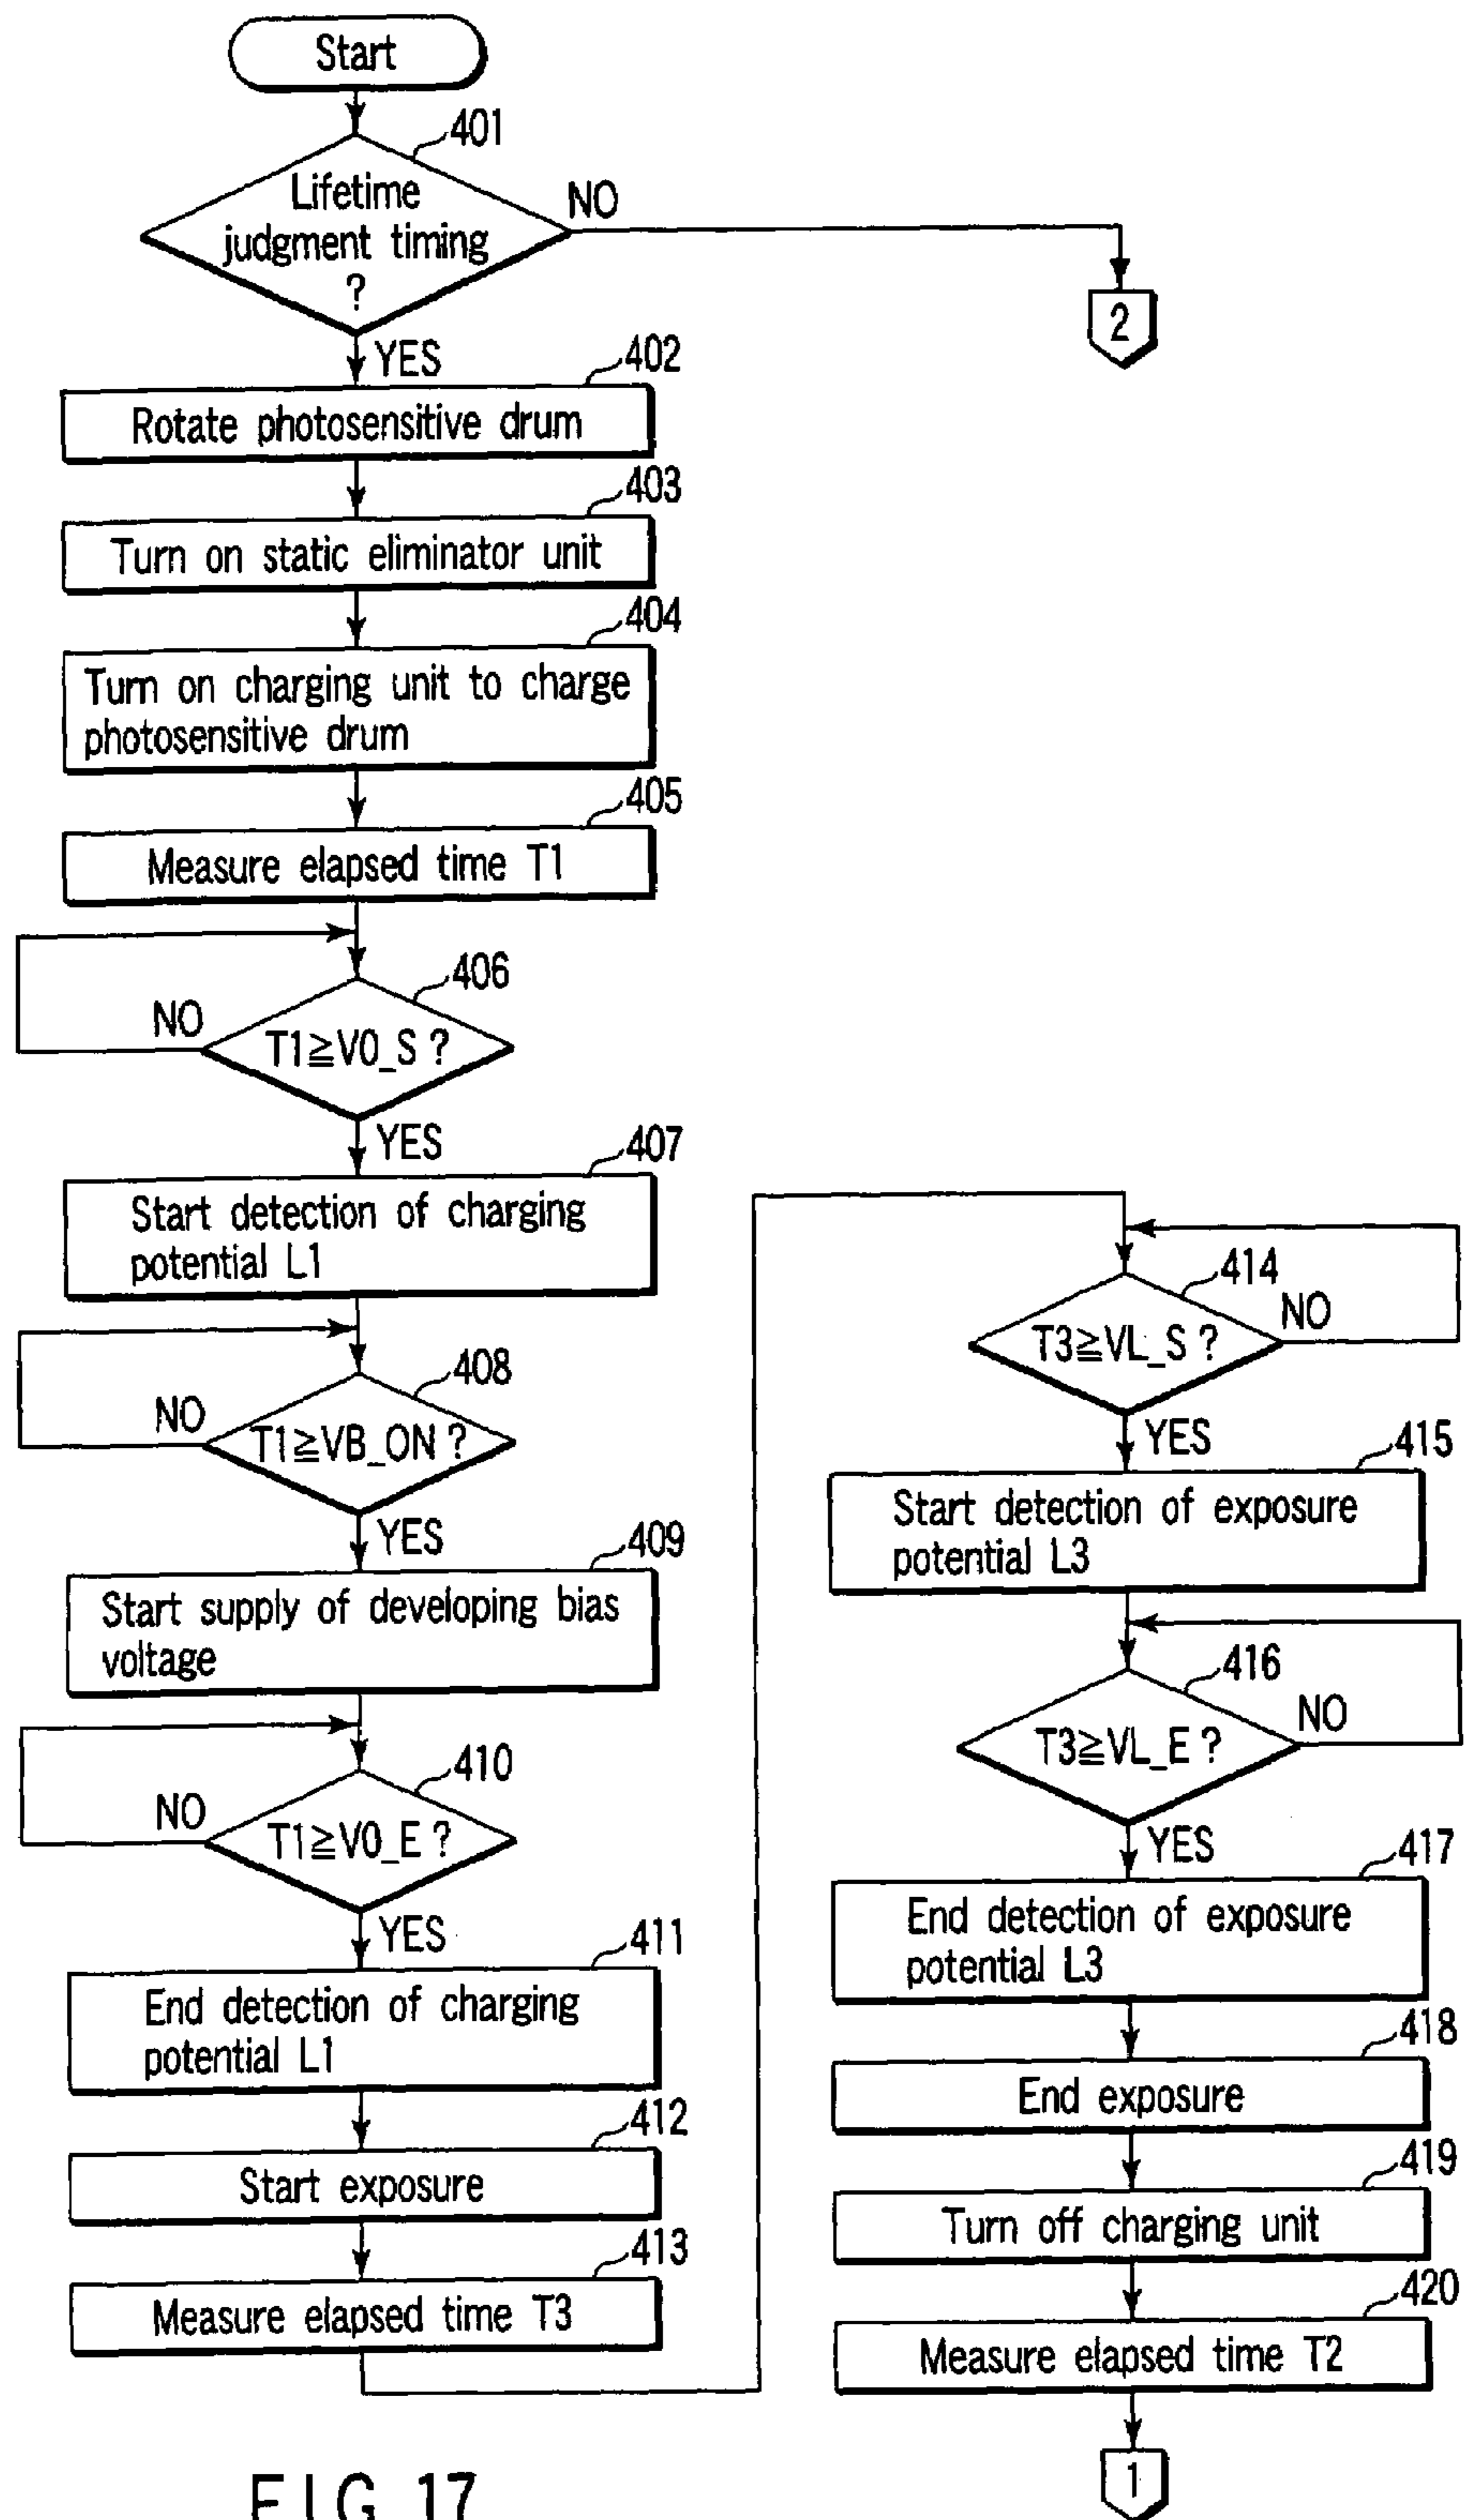 Start
401
Lifetime
judgment timing
?
NO
2
YES
402
Rotate photosensitive drum
403
Turn on static eliminator unit
404
Turn on charging unit to charge
photosensitive drum
405
Measure elapsed time T1
406
NO
T1≧V0_S ?
YES
407
Start detection of charging
potential L1
408
NO
T1≧VB_ON ?
YES
409
Start supply of developing bias
voltage
410
NO
T1≧V0_E ?
YES
411
End detection of charging
potential L1
412
Start exposure
413
Measure elapsed time T3
414
NO
T3≧VL_S ?
YES
415
Start detection of exposure
potential L3
416
NO
T3≧VL_E ?
YES
417
End detection of exposure
potential L3
418
End exposure
419
Turn off charging unit
420
Measure elapsed time T2
1
FIG. 17